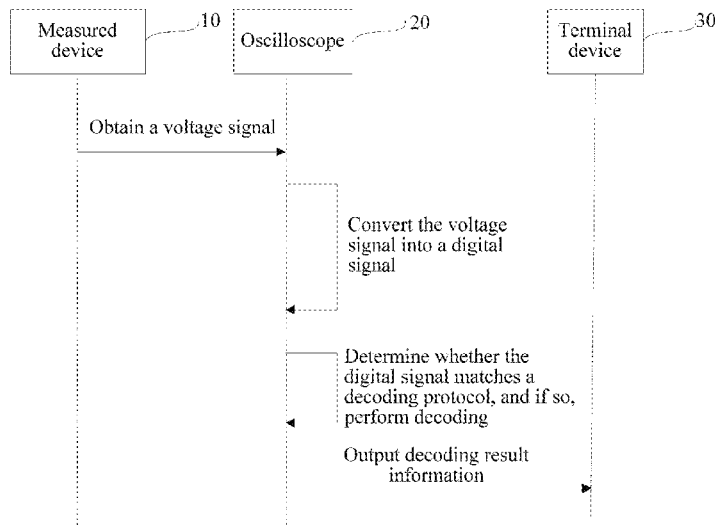 Measured
device
10
Oscilloscope
20
Terminal
device
30
Obtain a voltage signal
Convert the voltage
signal into a digital
signal
Determine whether the
digital signal matches a
decoding protocol, and if so,
perform decoding
Output decoding result
information